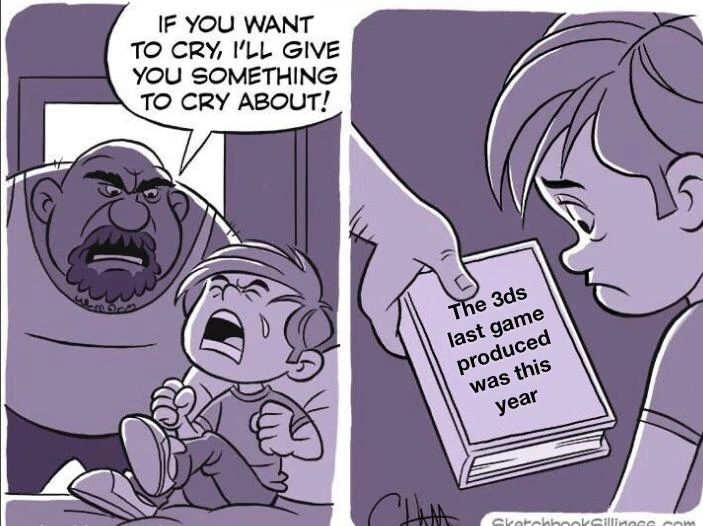 IF YOU WANT
TO CRY, I'LL GIVE
YOU SOMETHING
TO CRY ABOUT!
The 3ds
last game
produced
was this
year
CHM
SketchbookSilliness.com